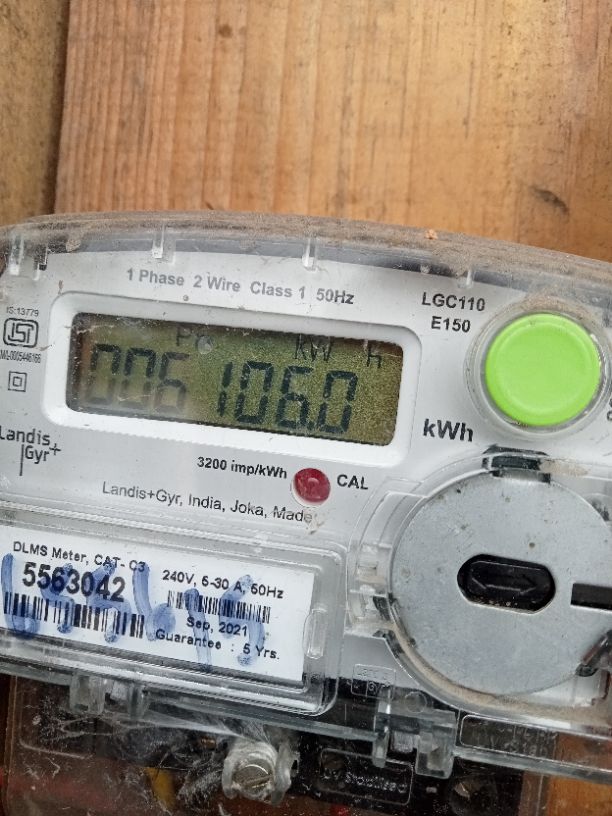 1 Phase 2 Wire Class 1 50Hz
LGC110
E150
IS:13779
kW h
006106.0
kWh
Landis+
Gyr
3200 imp/kWh
CAL
Landis+Gyr, India, Joka, Made
DLMS Meter, CAT- C3
5563042
240V, 5-30 A, 50Hz
Sep, 2021
Guarantee : 5 Yrs.